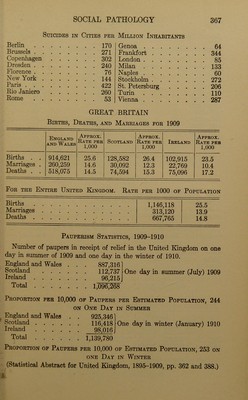 SOCIAL PATHOLOGY 367
Suicides in Cities per Million Inhabitants
Berlin 170 Genoa 64
Brussels 271 Frankfort 344
Copenhagen 302 London 85
Dresden 240 Milan 133
Florence 76 Naples 60
New York 144 Stockholm 272
Paris 422 St. Petersburg 206
Rio Janiero 260 Turin 110
Rome 53 Vienna 287
GREAT BRITAIN
Births, Deaths, and Marriages for 1909
England and Wales | Approx. Rate per 1,000 | Scotland | Approx. Rate per 1,000 | Ireland | Approx. Rate per 1,000
Births 914,621 25.6 128,582 26.4 102,915 23.5
Marriages 260,259 14.6 30,092 12.3 22,769 10.4
Deaths 518,075 14.5 74,594 15.3 75,096 17.2
For the Entire United Kingdom. Rate per 1000 of Population
Births 1,146,118 25.5
Marriages 313,120 13.9
Deaths 667,765 14.8
Pauperism Statistics, 1909-1910
Number of paupers in receipt of relief in the United Kingdom on one
day in summer of 1909 and one day in the winter of 1910.
England and Wales 887,316
Scotland 112,737 One day in summer (July) 1909
Ireland 96,215
Total 1,096,268
Proportion per 10,000 of Paupers per Estimated Population, 244
on One Day in Summer
England and Wales 925,346
Scotland 116,418 One day in winter (January) 1910
Ireland 98,016
Total 1,139,780
Proportion of Paupers per 10,000 of Estimated Population, 253 on
one Day in Winter
(Statistical Abstract for United Kingdom, 1895-1909, pp. 362 and 388.)